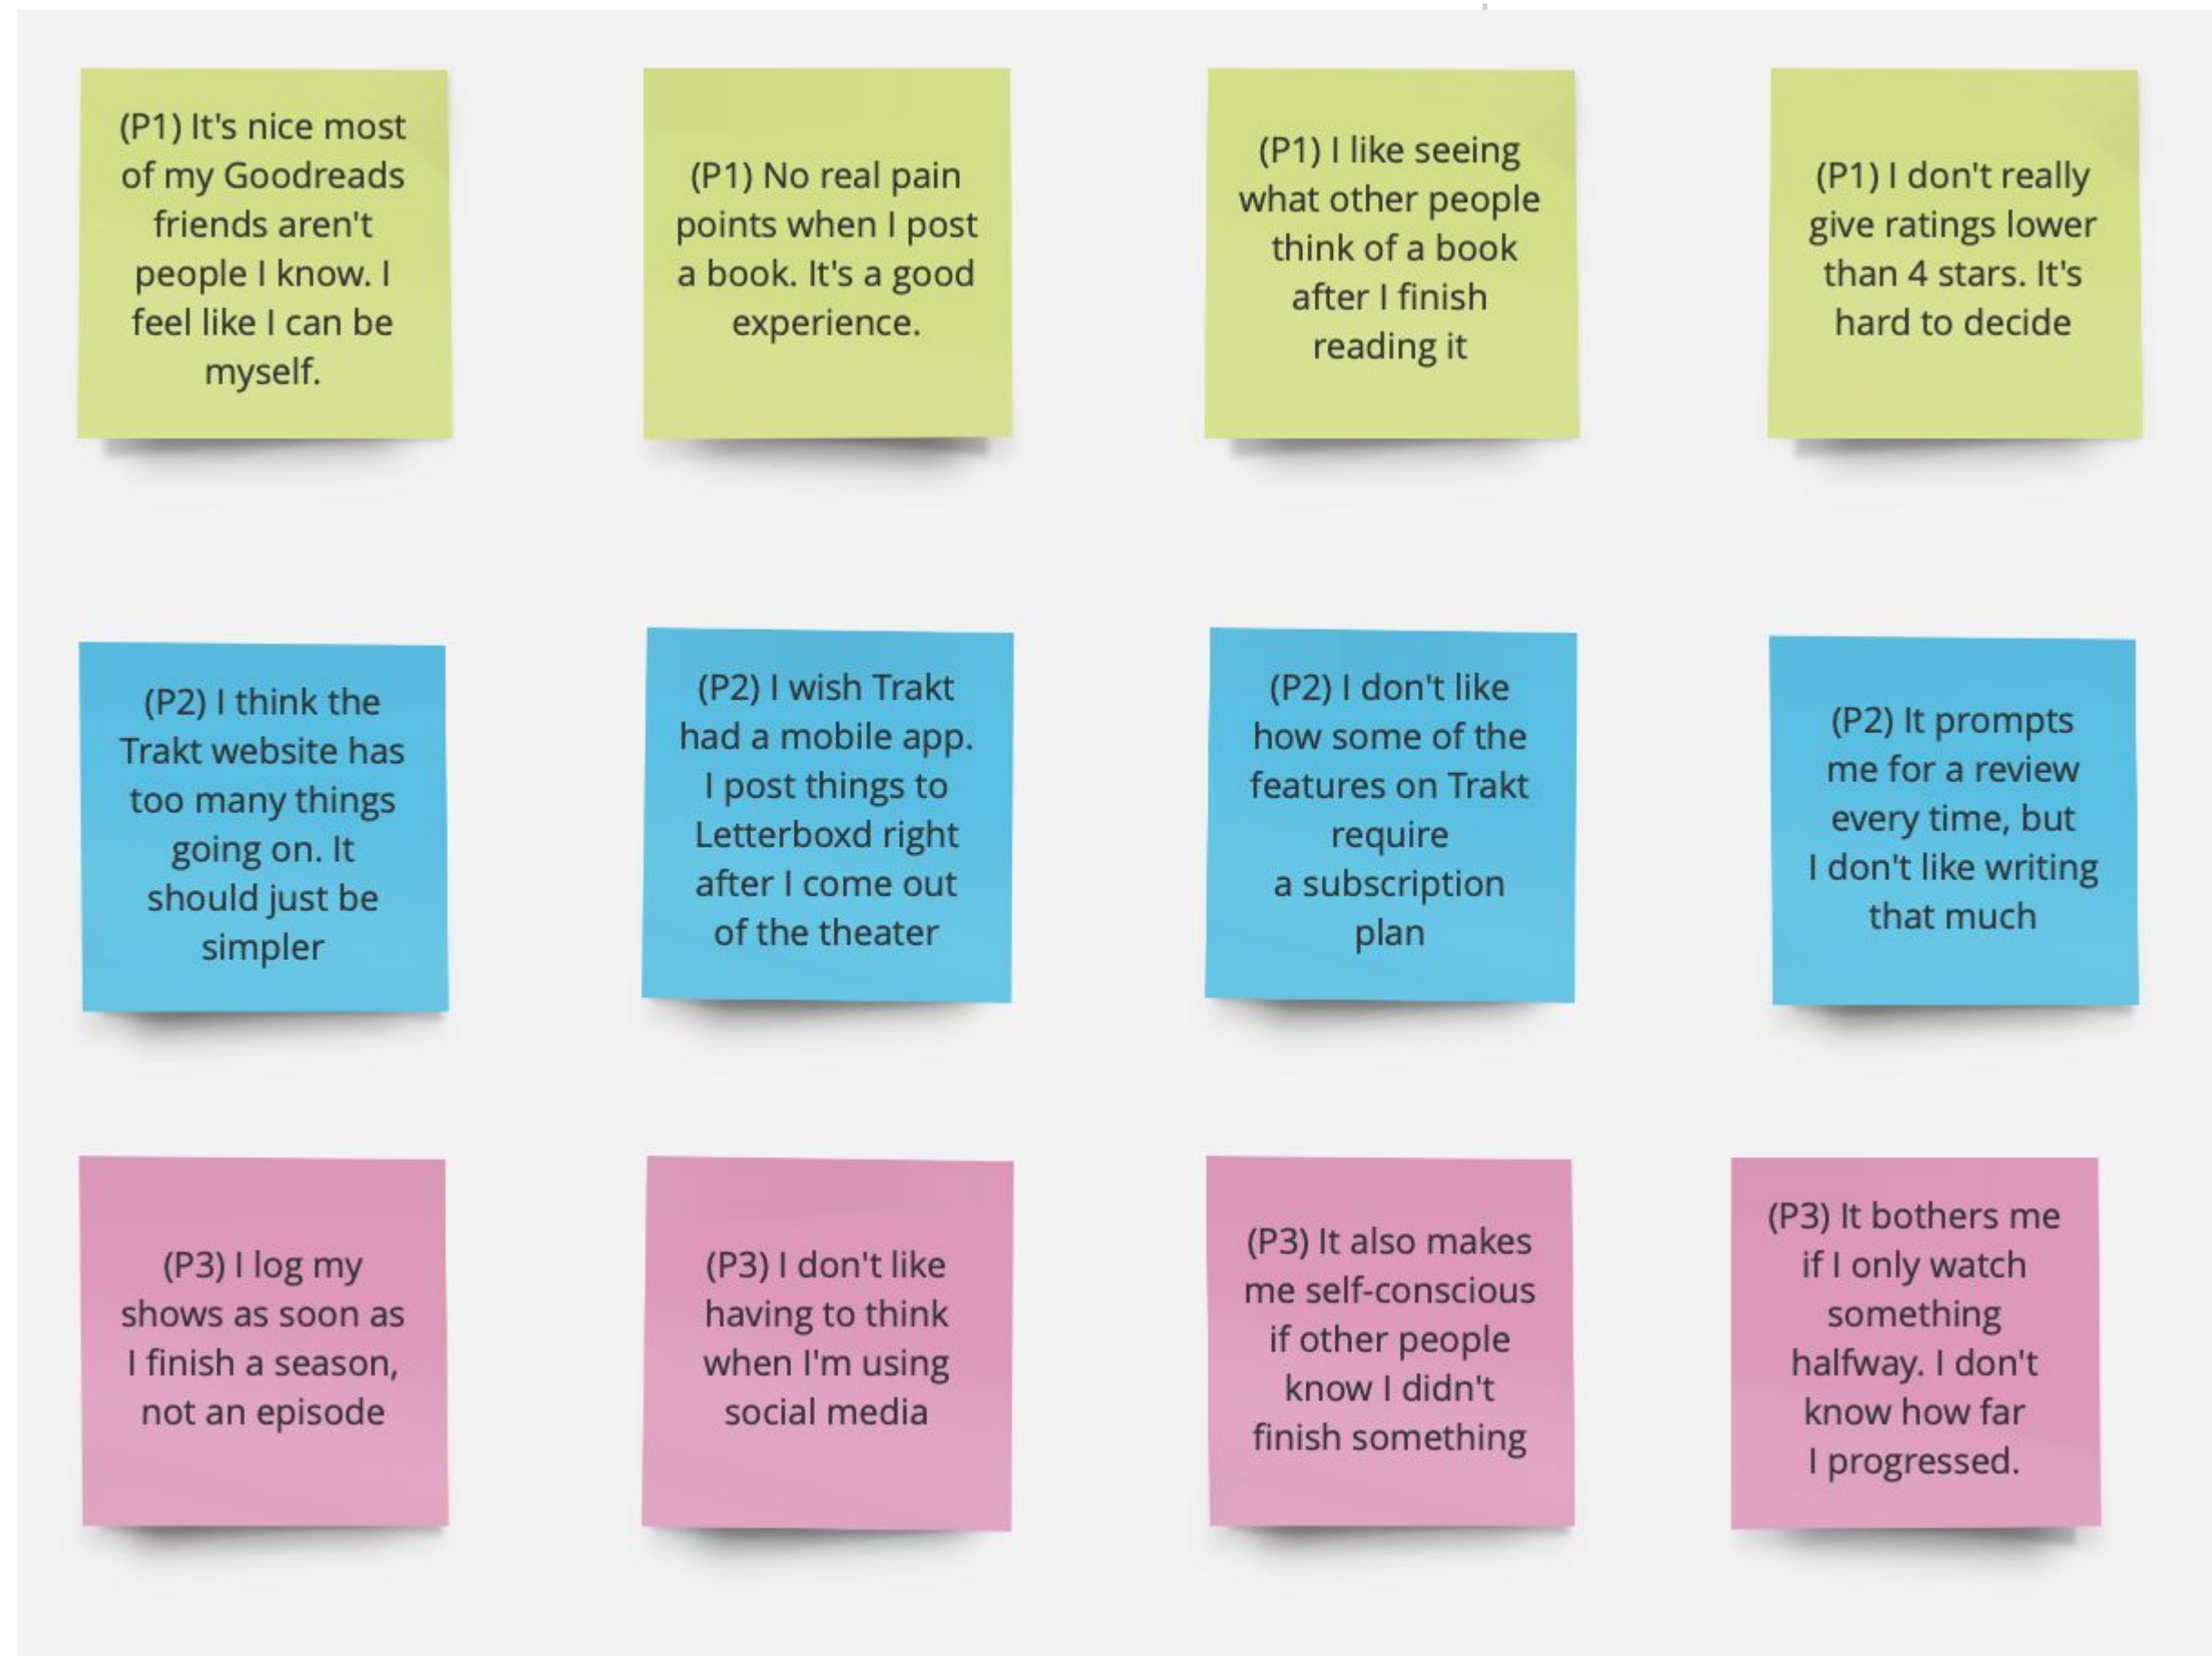 (P1) It's nice most
of my Goodreads
friends aren't
people I know. I
feel like I can be
myself.
(P1) No real pain
points when I post
a book. It's a good
experience.
(P1) I like seeing
what other people
think of a book
after I finish
reading it
(P1) I don't really
give ratings lower
than 4 stars. It's
hard to decide
(P2) I think the
Trakt website has
too many things
going on. It
should just be
simpler
(P2) I wish Trakt
had a mobile app.
I post things to
Letterboxd right
after I come out
of the theater
(P2) I don't like
how some of the
features on Trakt
require
a subscription
plan
(P2) It prompts
me for a review
every time, but
I don't like writing
that much
(P3) I log my
shows as soon as
I finish a season,
not an episode
(P3) I don't like
having to think
when I'm using
social media
(P3) It also makes
me self-conscious
if other people
know I didn't
finish something
(P3) It bothers me
if I only watch
something
halfway. I don't
know how far
I progressed.